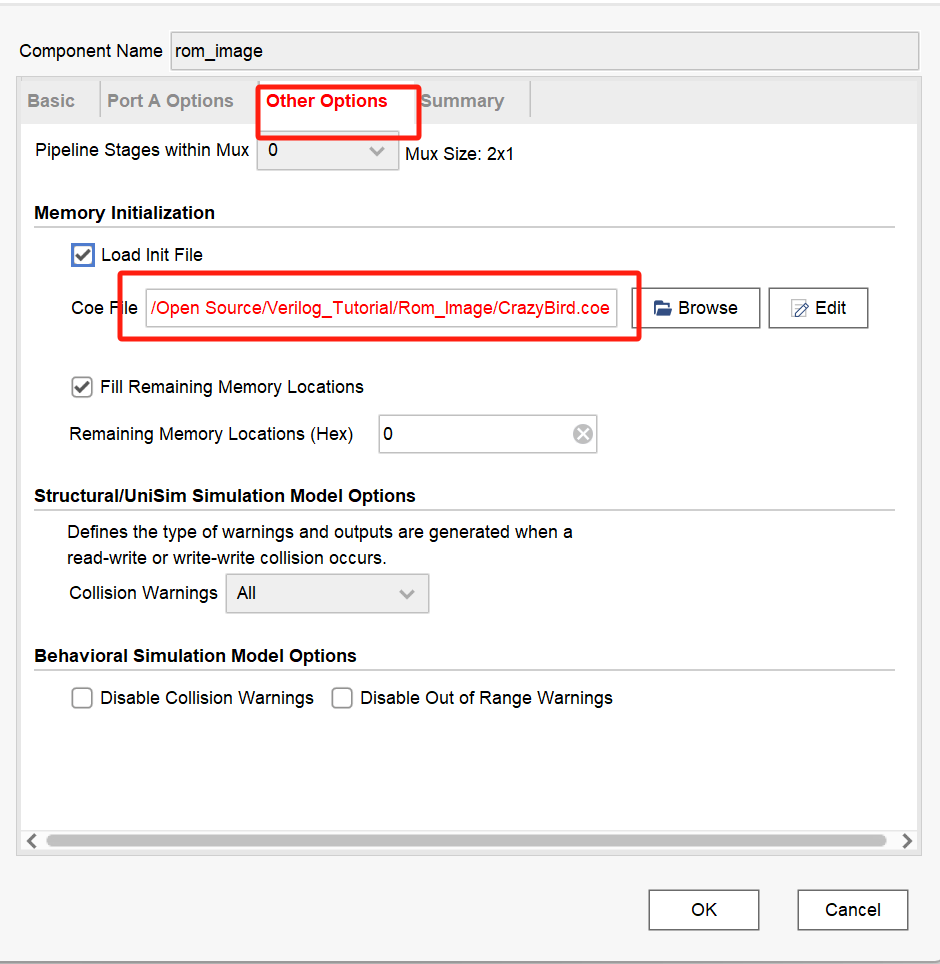 Component Name rom_image
Basic Port A Options Other Options Summary
Pipeline Stages within Mux 0 Mux Size: 2x1
Memory Initialization
Load Init File
Coe File /Open Source/Verilog_Tutorial/Rom_Image/CrazyBird.coe Browse Edit
Fill Remaining Memory Locations
Remaining Memory Locations (Hex) 0
Structural/UniSim Simulation Model Options
Defines the type of warnings and outputs are generated when a
read-write or write-write collision occurs.
Collision Warnings All
Behavioral Simulation Model Options
Disable Collision Warnings Disable Out of Range Warnings
OK Cancel